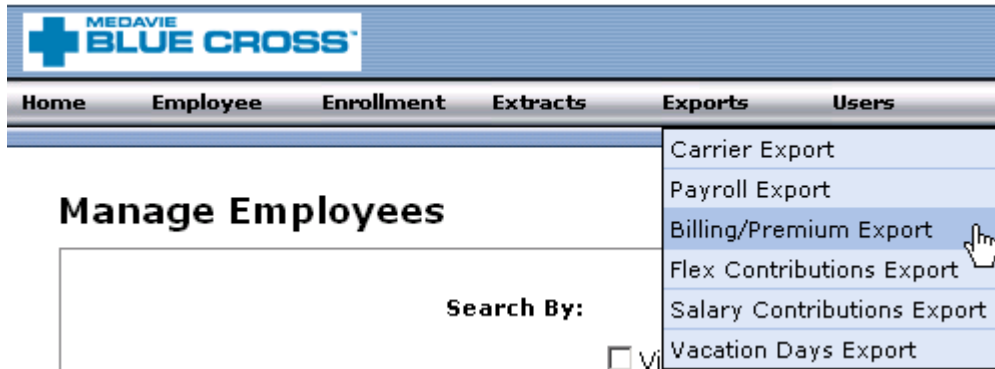 MEDAVIE
BLUE CROSS
Home Employee Enrollment Extracts Exports Users
Carrier Export
Payroll Export
Billing/Premium Export
Flex Contributions Export
Salary Contributions Export
Vacation Days Export
Manage Employees
Search By: